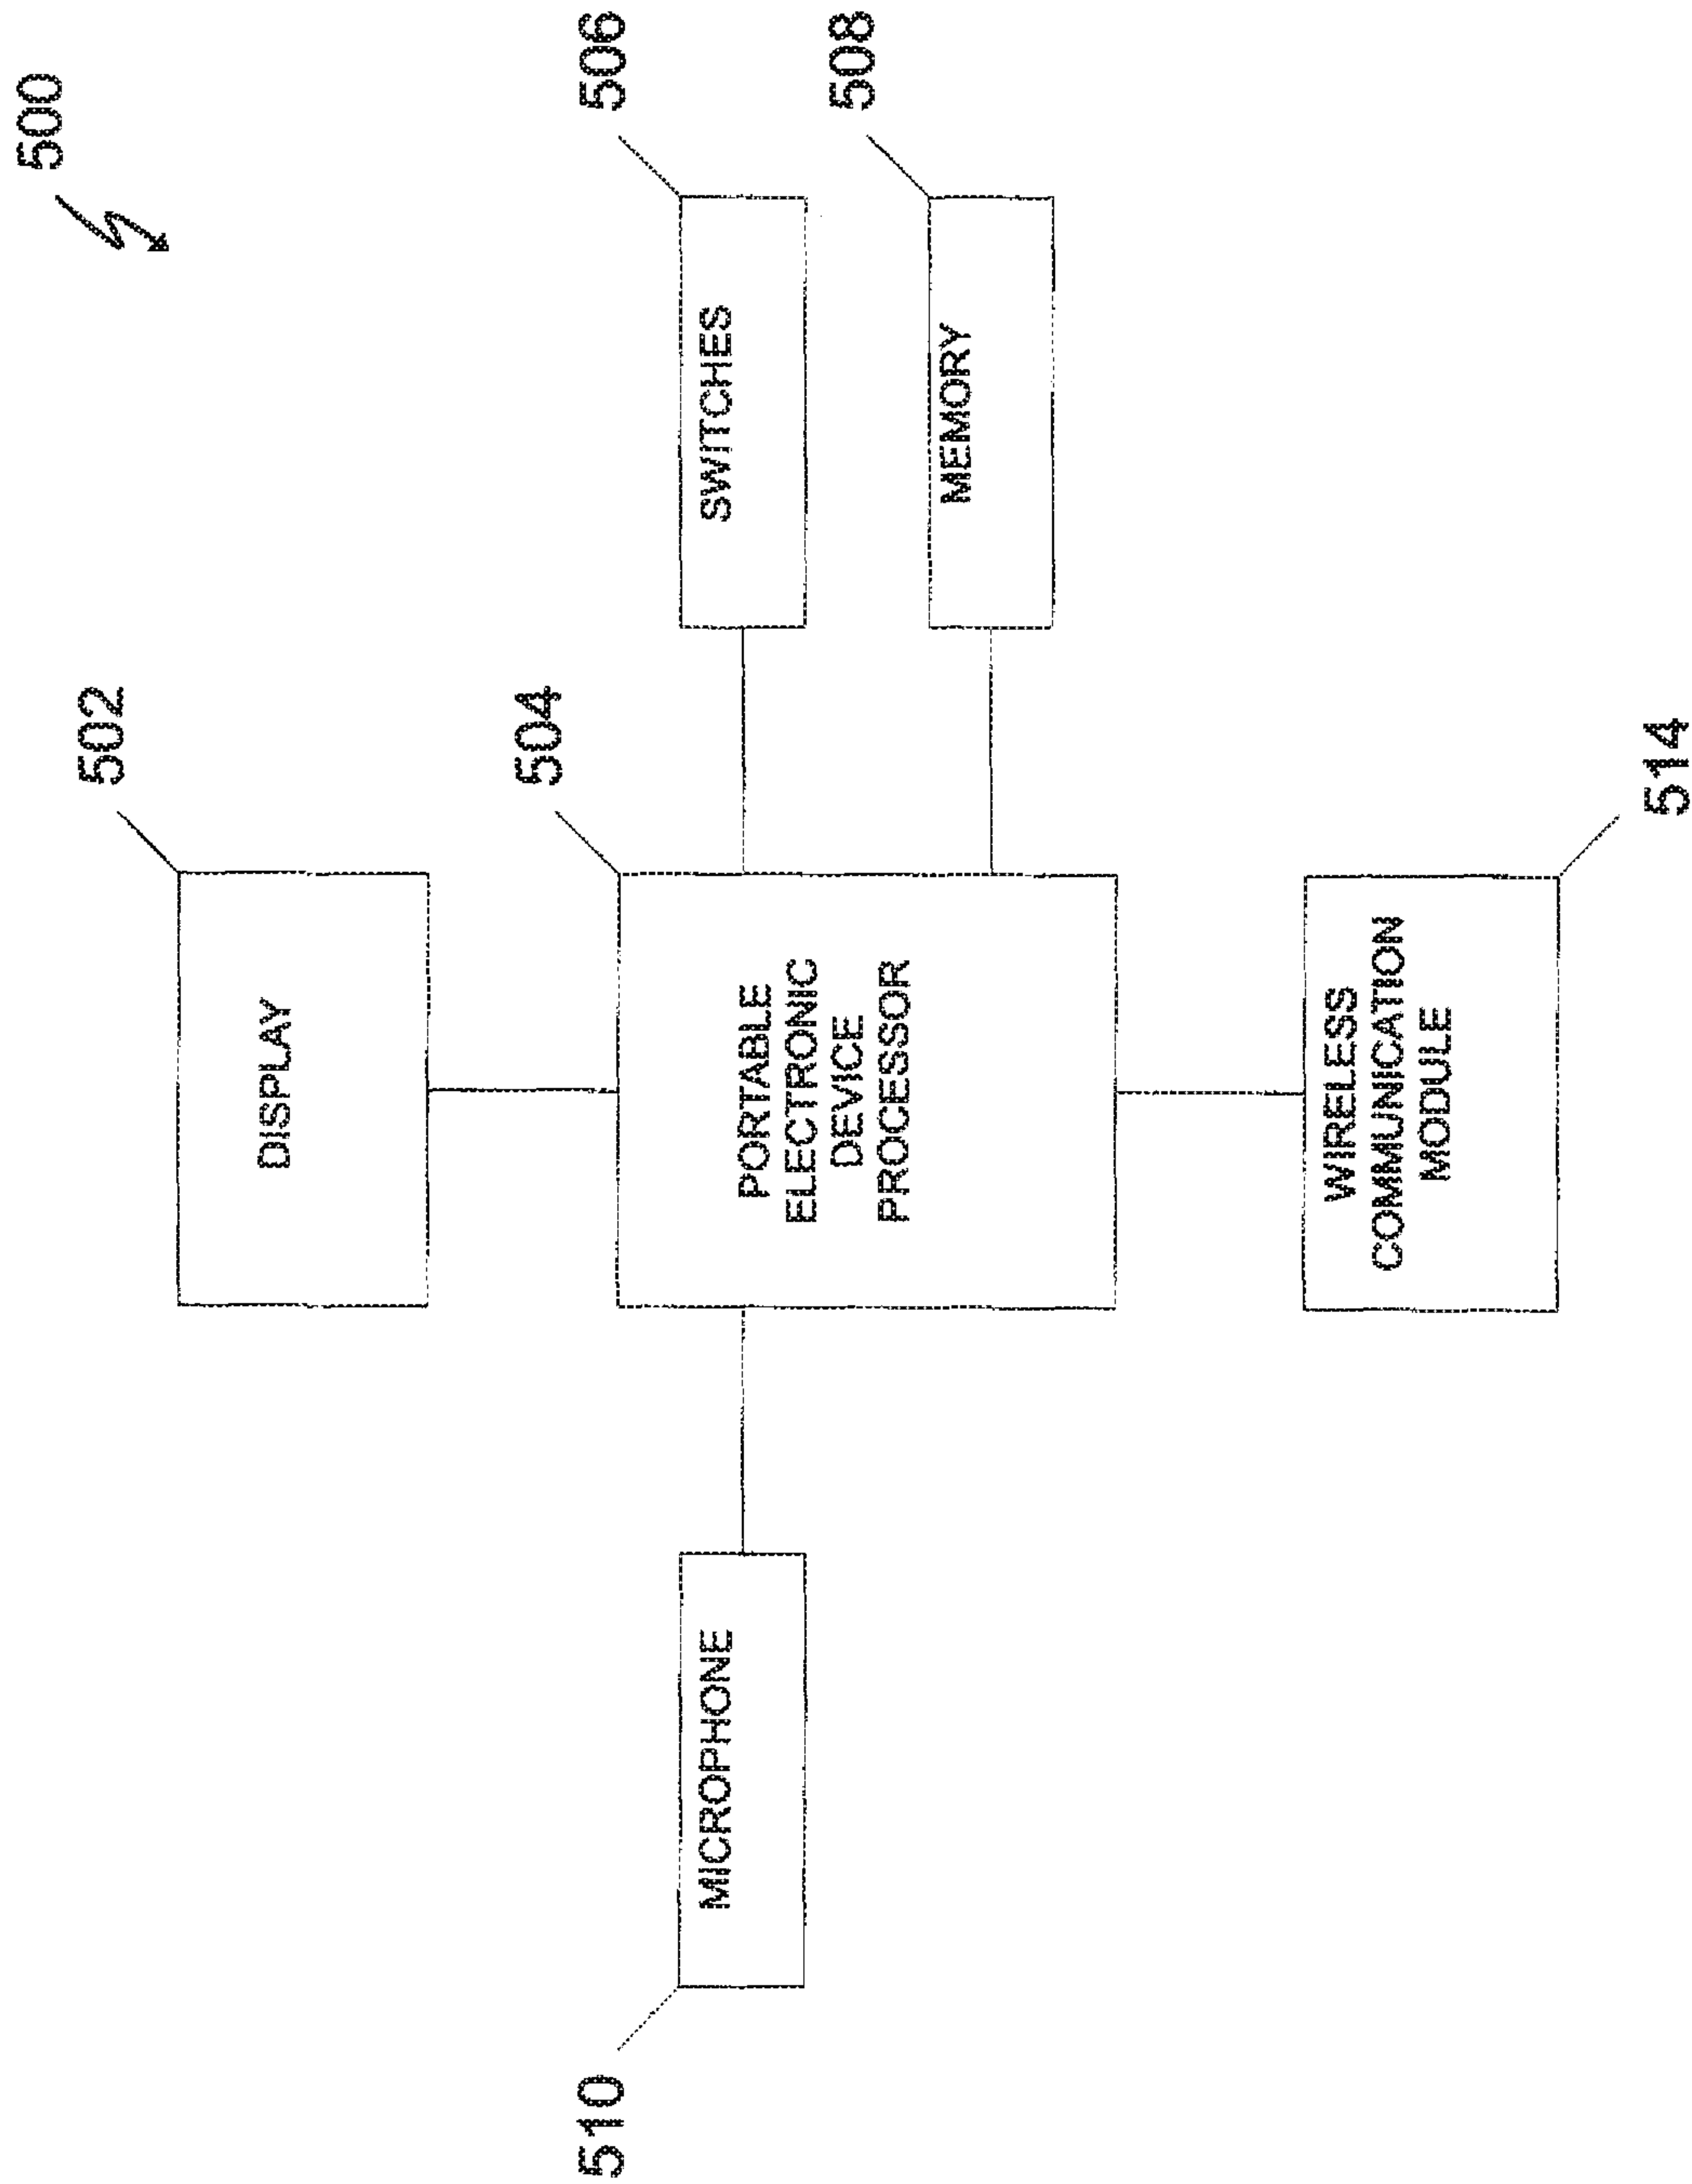 500
502
DISPLAY
504
PORTABLE
ELECTRONIC
DEVICE
PROCESSOR
506
SWITCHES
508
MEMORY
510
MICROPHONE
WIRELESS
COMMUNICATION
MODULE
514